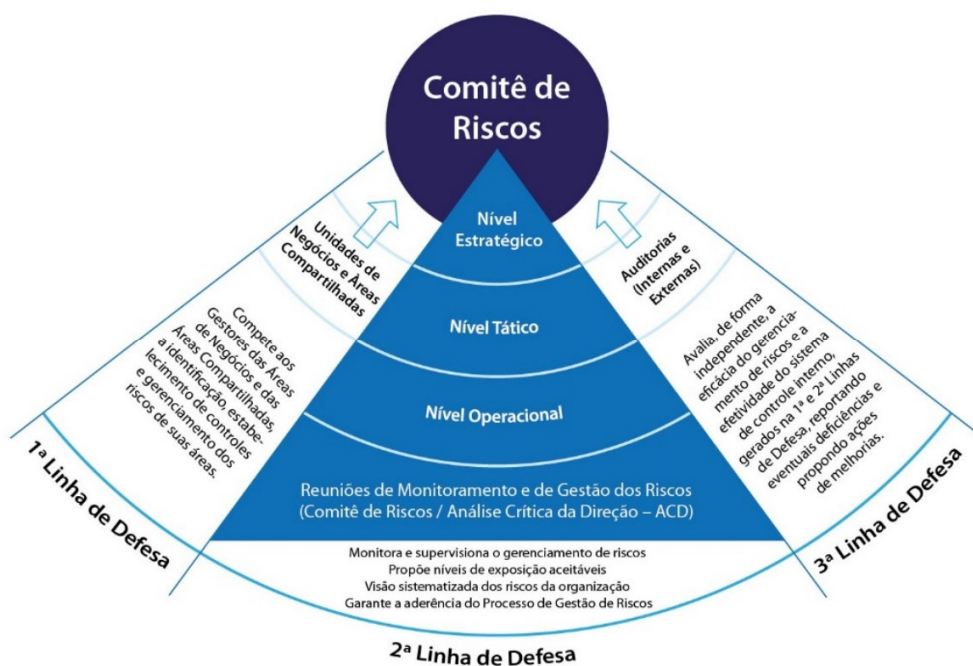 Comitê de
Riscos
Nível
Estratégico
Nível Tático
Nível Operacional
Reuniões de Monitoramento e de Gestão dos Riscos
(Comitê de Riscos / Análise Crítica da Direção – ACD)
Unidades de
Negócios e Áreas
Compartilhadas
Compete aos
Gestores das Áreas
de Negócios e das
Áreas Compartilhadas,
a identificação, estabe-
lecimento de controles
e gerenciamento dos
riscos de suas áreas.
1ª Linha de Defesa
Monitora e supervisiona o gerenciamento de riscos
Propõe níveis de exposição aceitáveis
Visão sistematizada dos riscos da organização
Garante a aderência do Processo de Gestão de Riscos
2ª Linha de Defesa
Auditorias
(Internas e
Externas)
Avalia, de forma
independente, a
eficácia do gerencia-
mento de riscos e a
efetividade do sistema
de controle interno,
gerados na 1ª e 2ª Linhas
de Defesa, reportando
eventuais deficiências e
propondo ações
de melhorias.
3ª Linha de Defesa